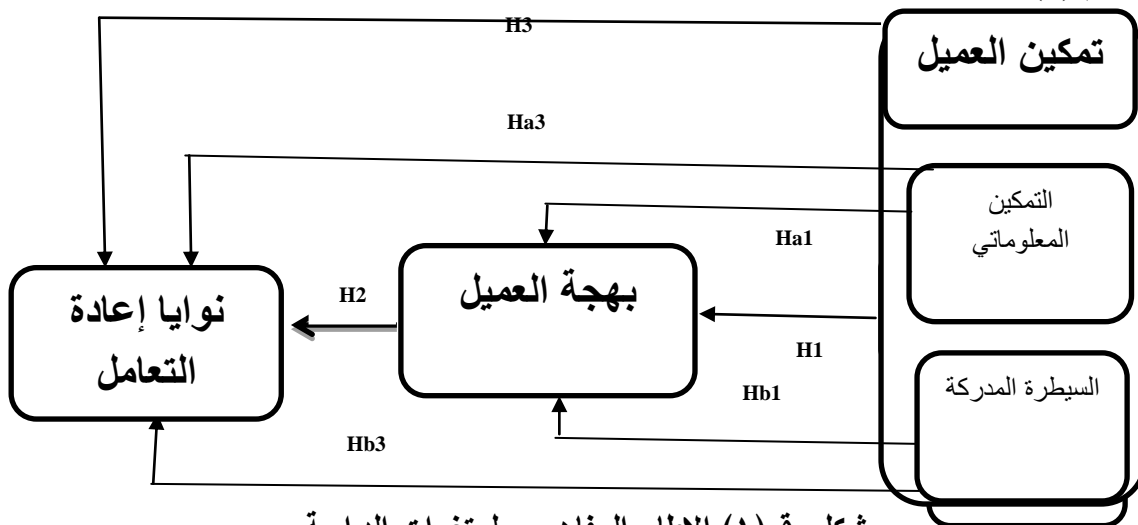 H3
تمكين العميل
Ha3
التمكين
المعلوماتي
Ha1
بهجة العميل
نوايا إعادة
التعامل
H2
H1
السيطرة المدركة
Hb1
Hb3